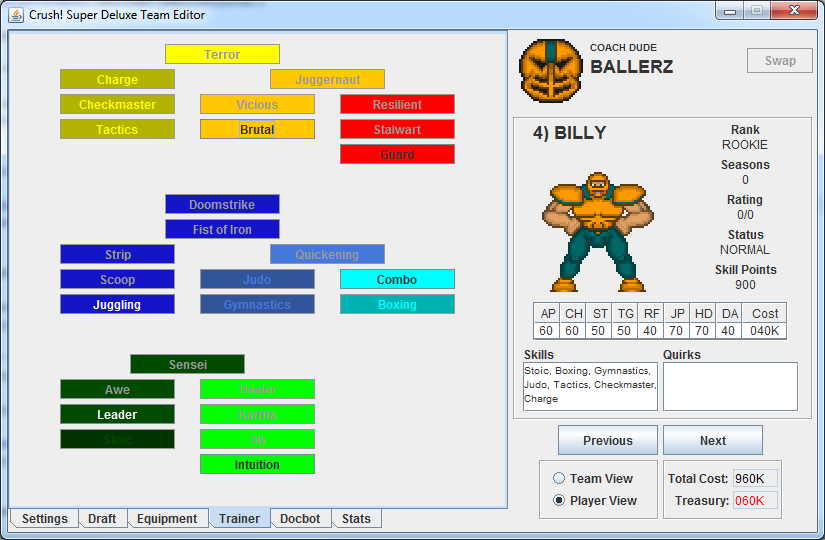 Crush! Super Deluxe Team Editor
Terror
Charge
Juggernaut
Checkmaster
Vicious
Resilient
Tactics
Brutal
Stalwart
Guard
Doomstrike
Fist of Iron
Strip
Quickening
Scoop
Judo
Combo
Juggling
Gymnastics
Boxing
Sensei
Awe
Healer
Leader
Karma
Stoic
Sly
Intuition
Settings
Draft
Equipment
Trainer
Docbot
Stats
COACH DUDE
BALLERZ
Swap
4) BILLY
Rank
ROOKIE
Seasons
0
Rating
0/0
Status
NORMAL
Skill Points
900
AP CH ST TG RF JP HD DA Cost
60 60 50 50 40 70 70 40 040K
Skills
Stoic, Boxing, Gymnastics,
Judo, Tactics, Checkmaster,
Charge
Quirks
Previous
Next
Team View
Player View
Total Cost: 960K
Treasury: 060K